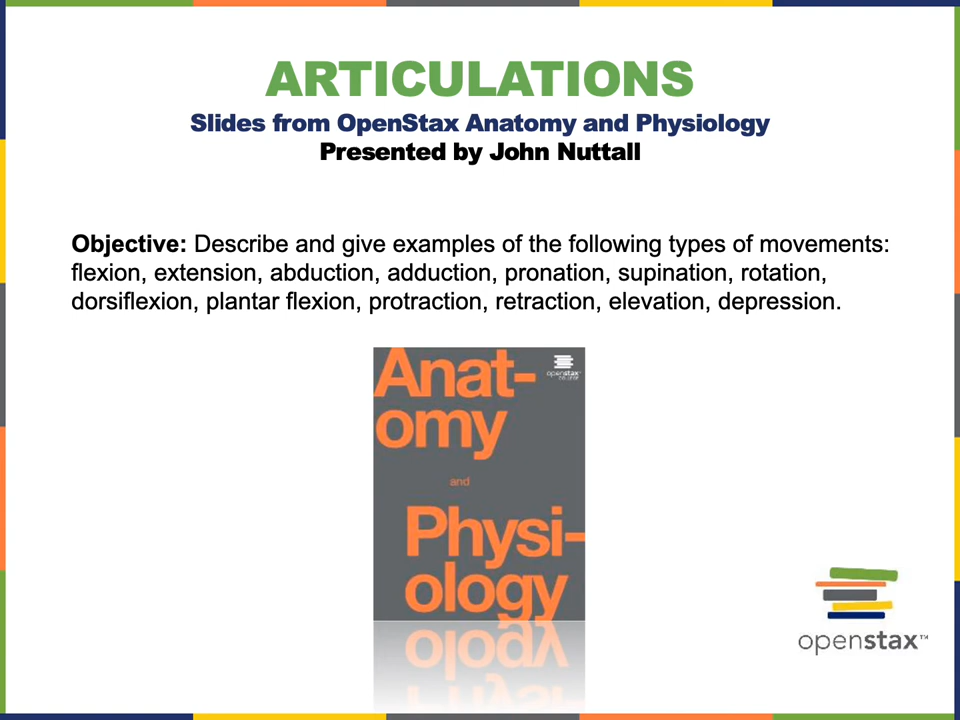 ARTICULATIONS
Slides from OpenStax Anatomy and Physiology
Presented by John Nuttall
Objective: Describe and give examples of the following types of movements:
flexion, extension, abduction, adduction, pronation, supination, rotation,
dorsiflexion, plantar flexion, protraction, retraction, elevation, depression.
openstax
COLLEGE
Anat-
omy
and
Physi-
ology
openstax™